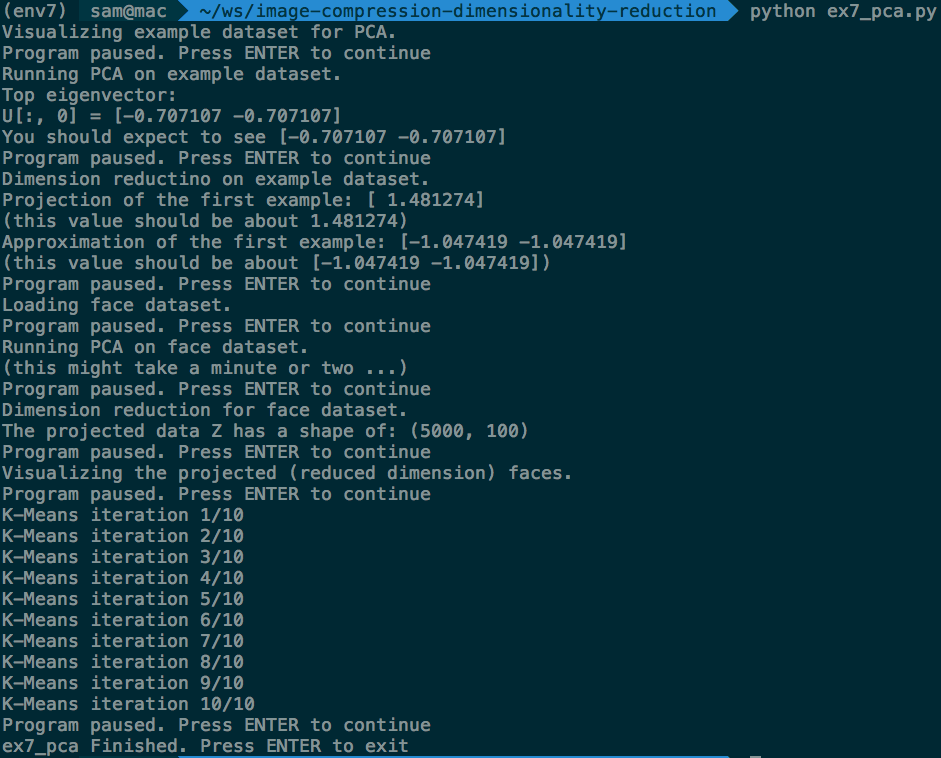 (env7) sam@mac ~/ws/image-compression-dimensionality-reduction python ex7_pca.py
Visualizing example dataset for PCA.
Program paused. Press ENTER to continue
Running PCA on example dataset.
Top eigenvector:
U[:, 0] = [-0.707107 -0.707107]
You should expect to see [-0.707107 -0.707107]
Program paused. Press ENTER to continue
Dimension reductino on example dataset.
Projection of the first example: [ 1.481274]
(this value should be about 1.481274)
Approximation of the first example: [-1.047419 -1.047419]
(this value should be about [-1.047419 -1.047419])
Program paused. Press ENTER to continue
Loading face dataset.
Program paused. Press ENTER to continue
Running PCA on face dataset.
(this might take a minute or two ...)
Program paused. Press ENTER to continue
Dimension reduction for face dataset.
The projected data Z has a shape of: (5000, 100)
Program paused. Press ENTER to continue
Visualizing the projected (reduced dimension) faces.
Program paused. Press ENTER to continue
K-Means iteration 1/10
K-Means iteration 2/10
K-Means iteration 3/10
K-Means iteration 4/10
K-Means iteration 5/10
K-Means iteration 6/10
K-Means iteration 7/10
K-Means iteration 8/10
K-Means iteration 9/10
K-Means iteration 10/10
Program paused. Press ENTER to continue
ex7_pca Finished. Press ENTER to exit